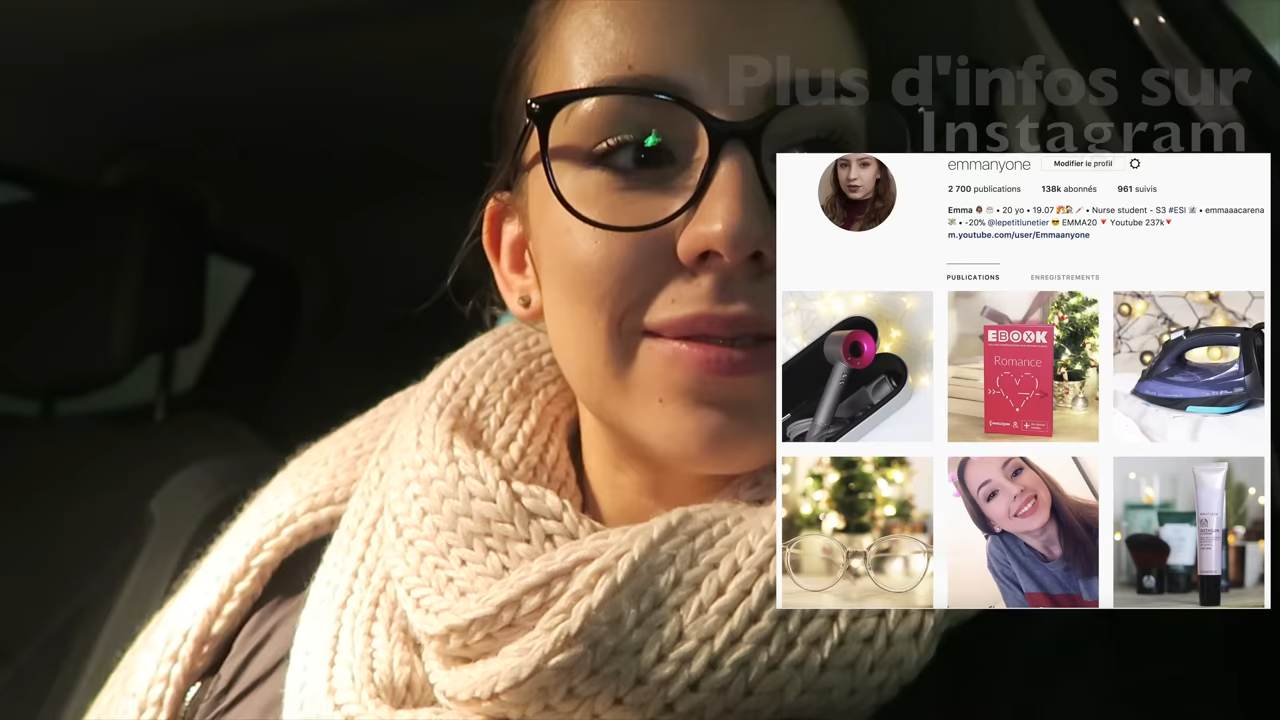 Plus d'infos sur
Instagram
emmanyone Modifier le profil
2 700 publications 138k abonnés 961 suivis
Emma • 20 yo • 19.07 • Nurse student - S3 #ESI • emmaaacarena
• -20% @lepetitlunetier 😎 EMMA20 🔻 Youtube 237k🔻
m.youtube.com/user/Emmaanyone
PUBLICATIONS ENREGISTREMENTS
EBOOK
Romance